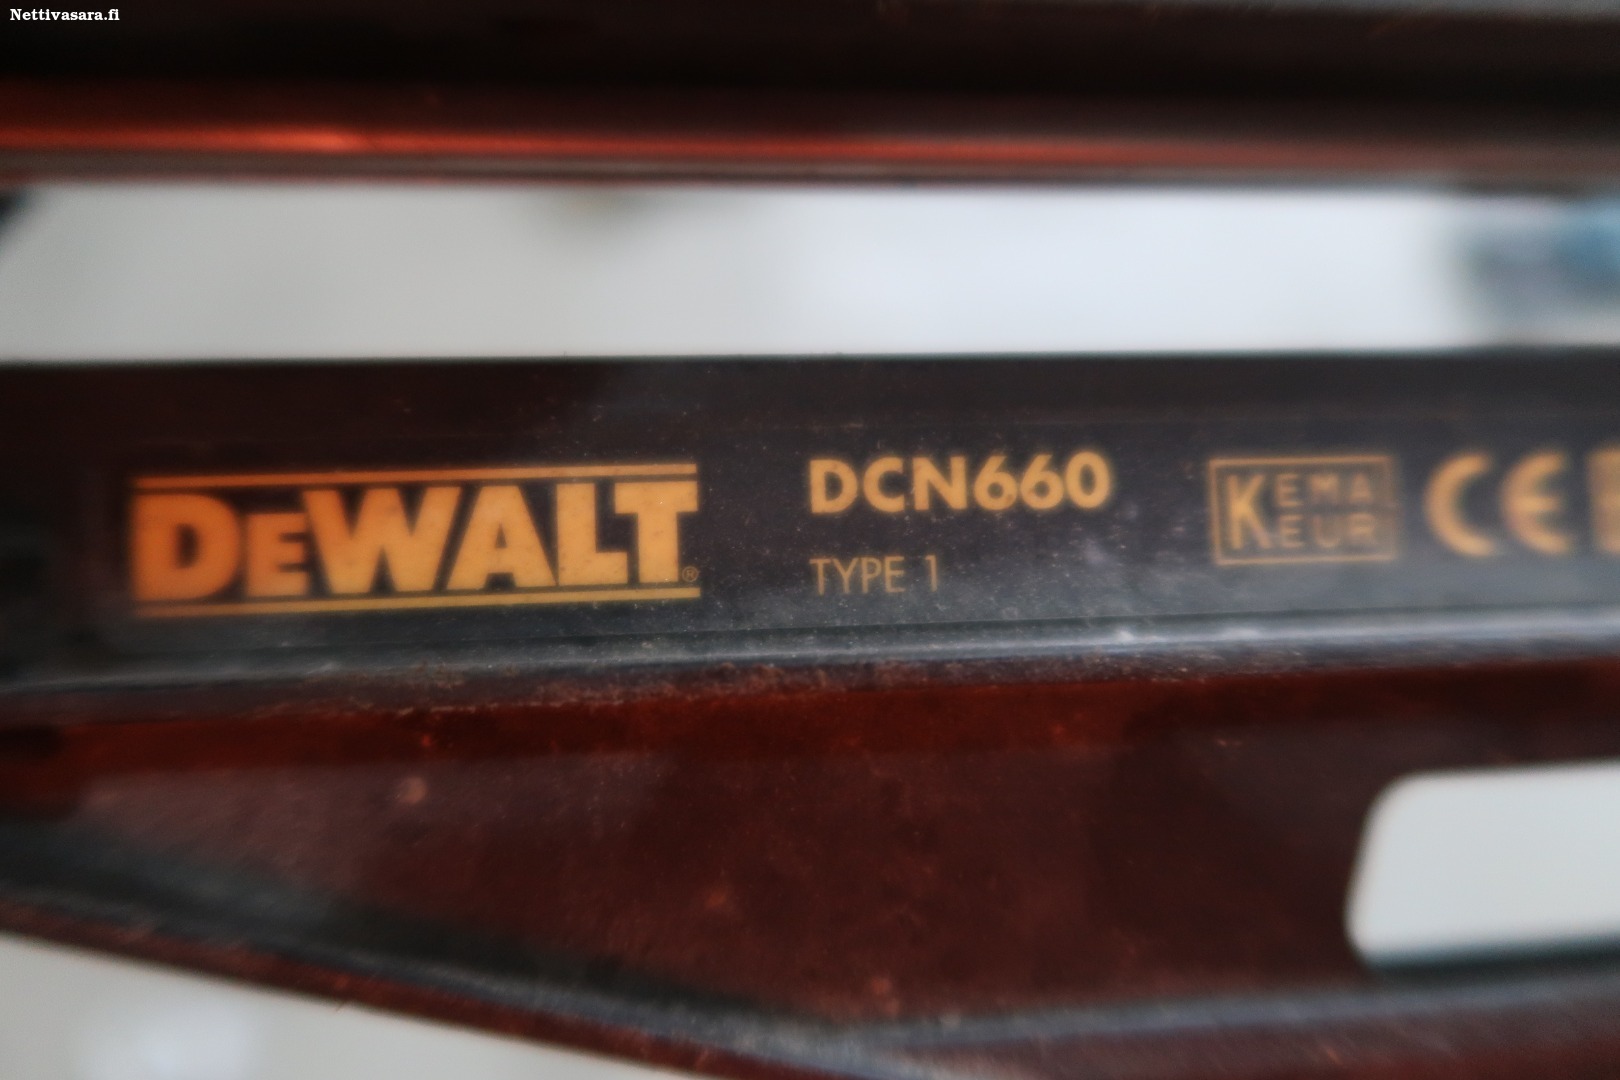 Nettivasara.fi
DEWALT®
DCN660
TYPE 1
KEMA
KEUR
CE